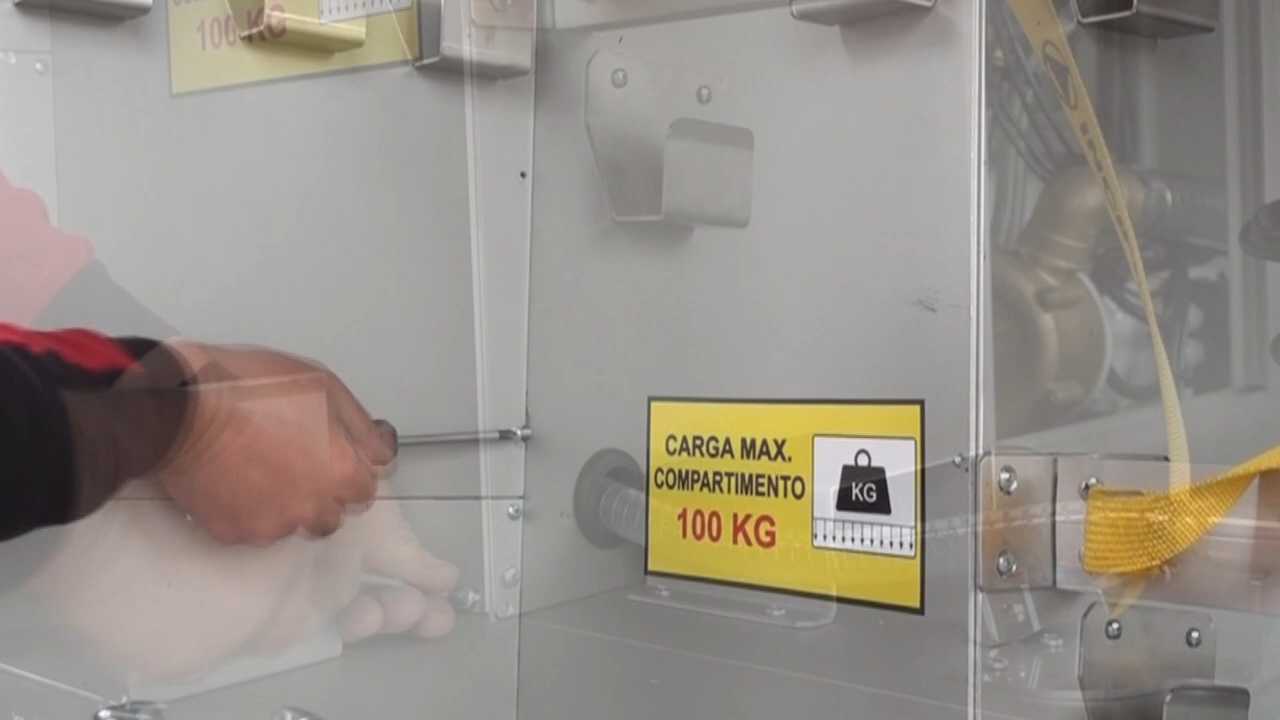 100 KG
CARGA MAX.
COMPARTIMENTO
100 KG
KG